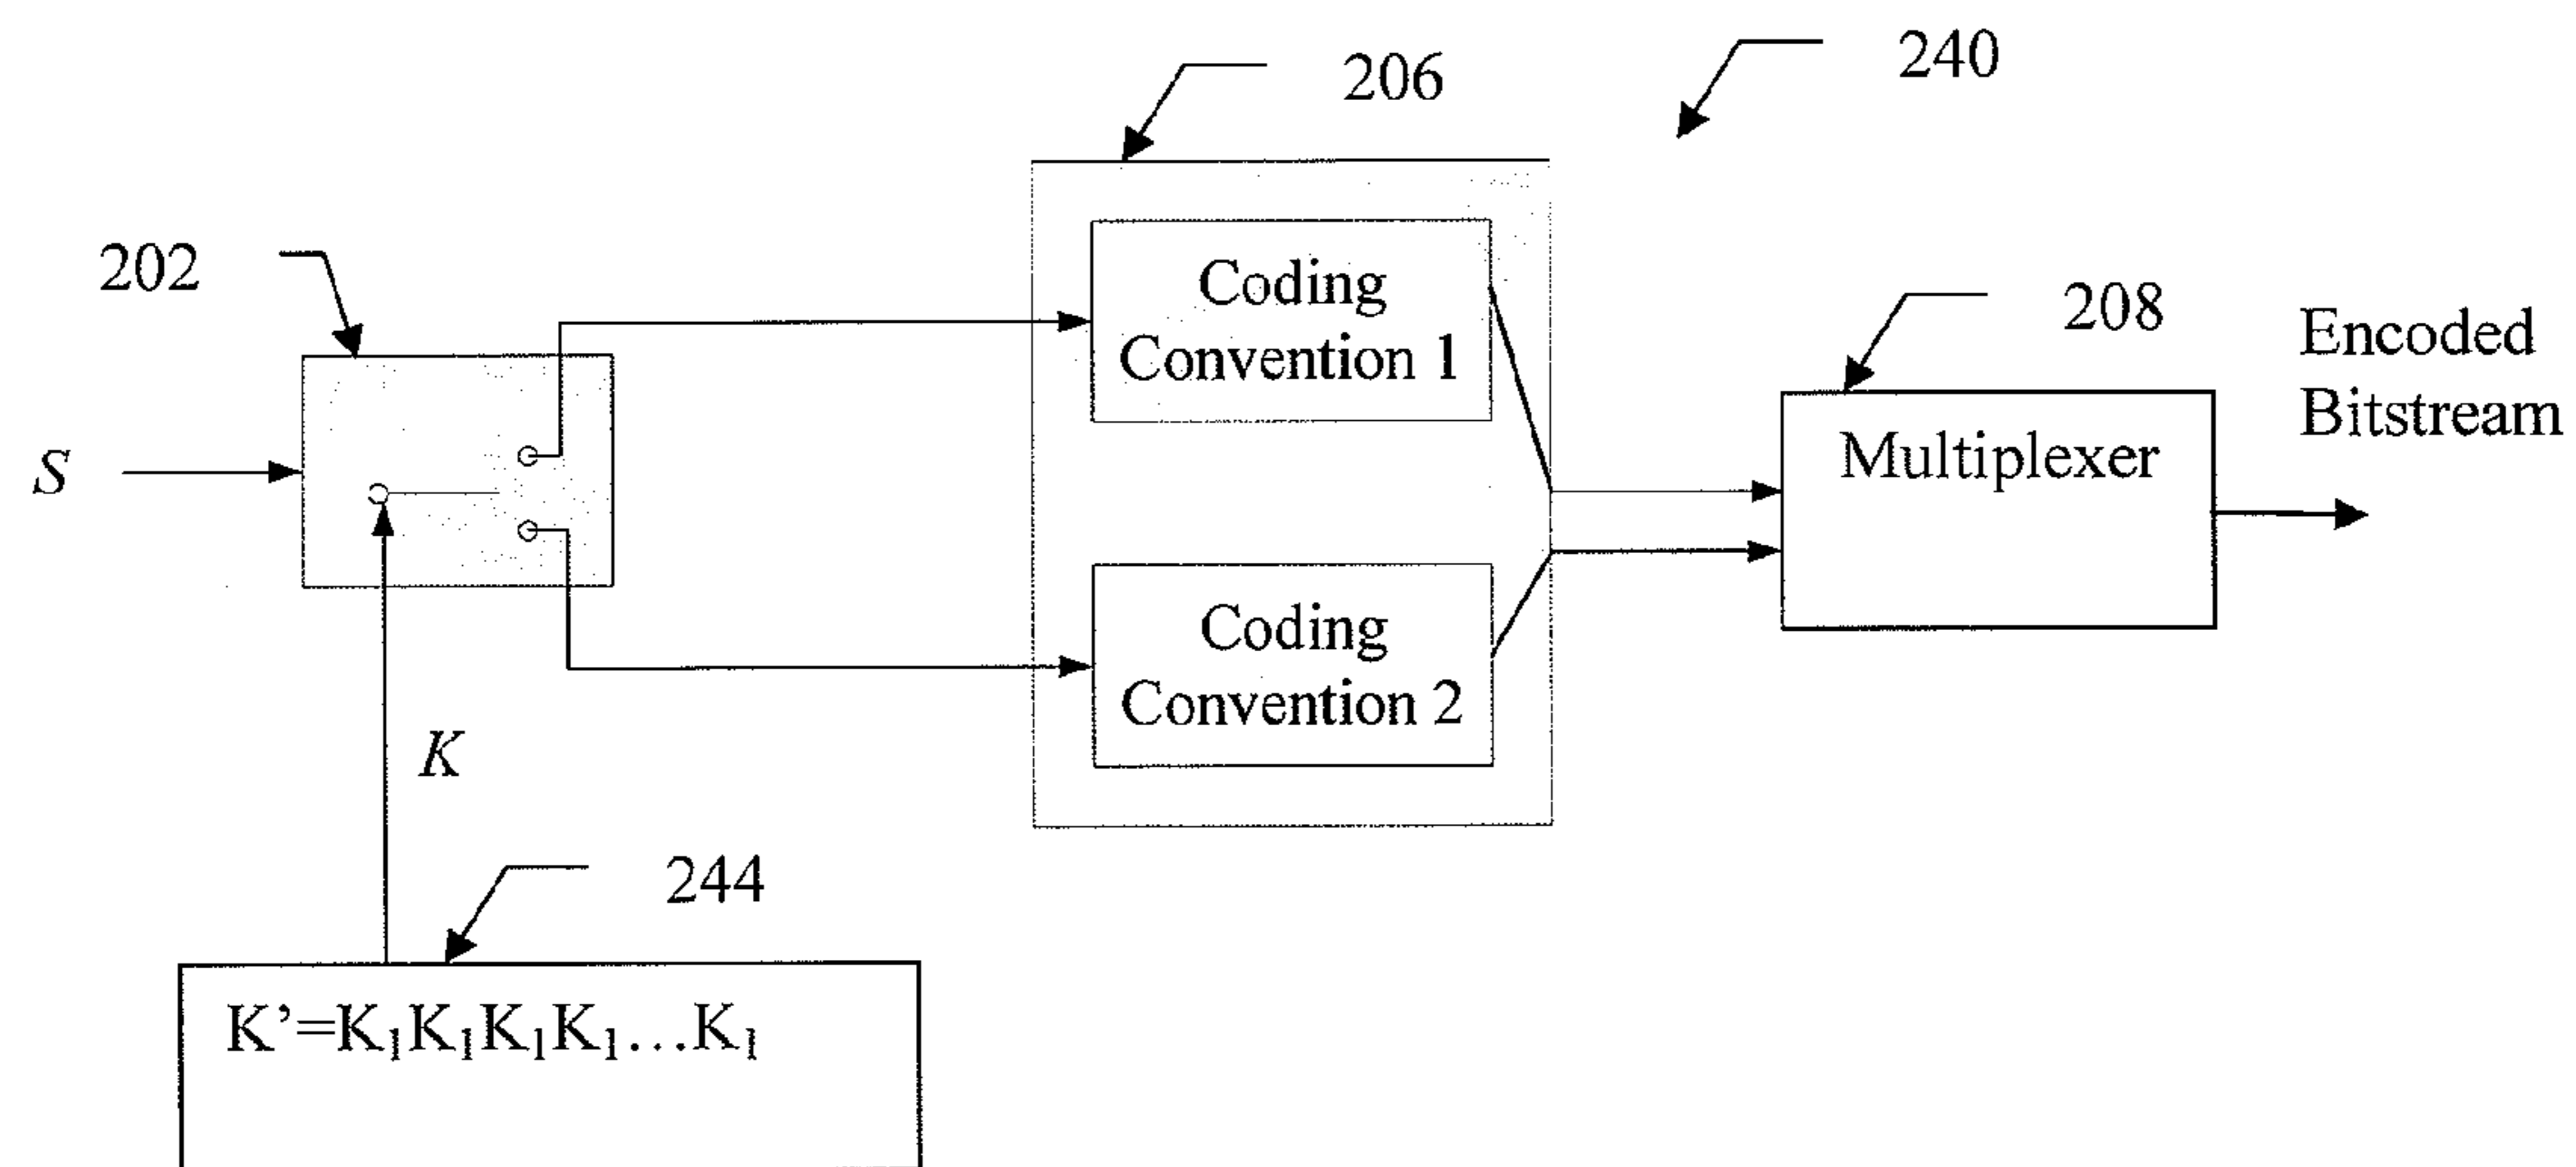 240
206
202
Coding
Convention 1
208
Encoded
Bitstream
S
Multiplexer
Coding
Convention 2
K
244
K’=K₁K₁K₁K₁…K₁